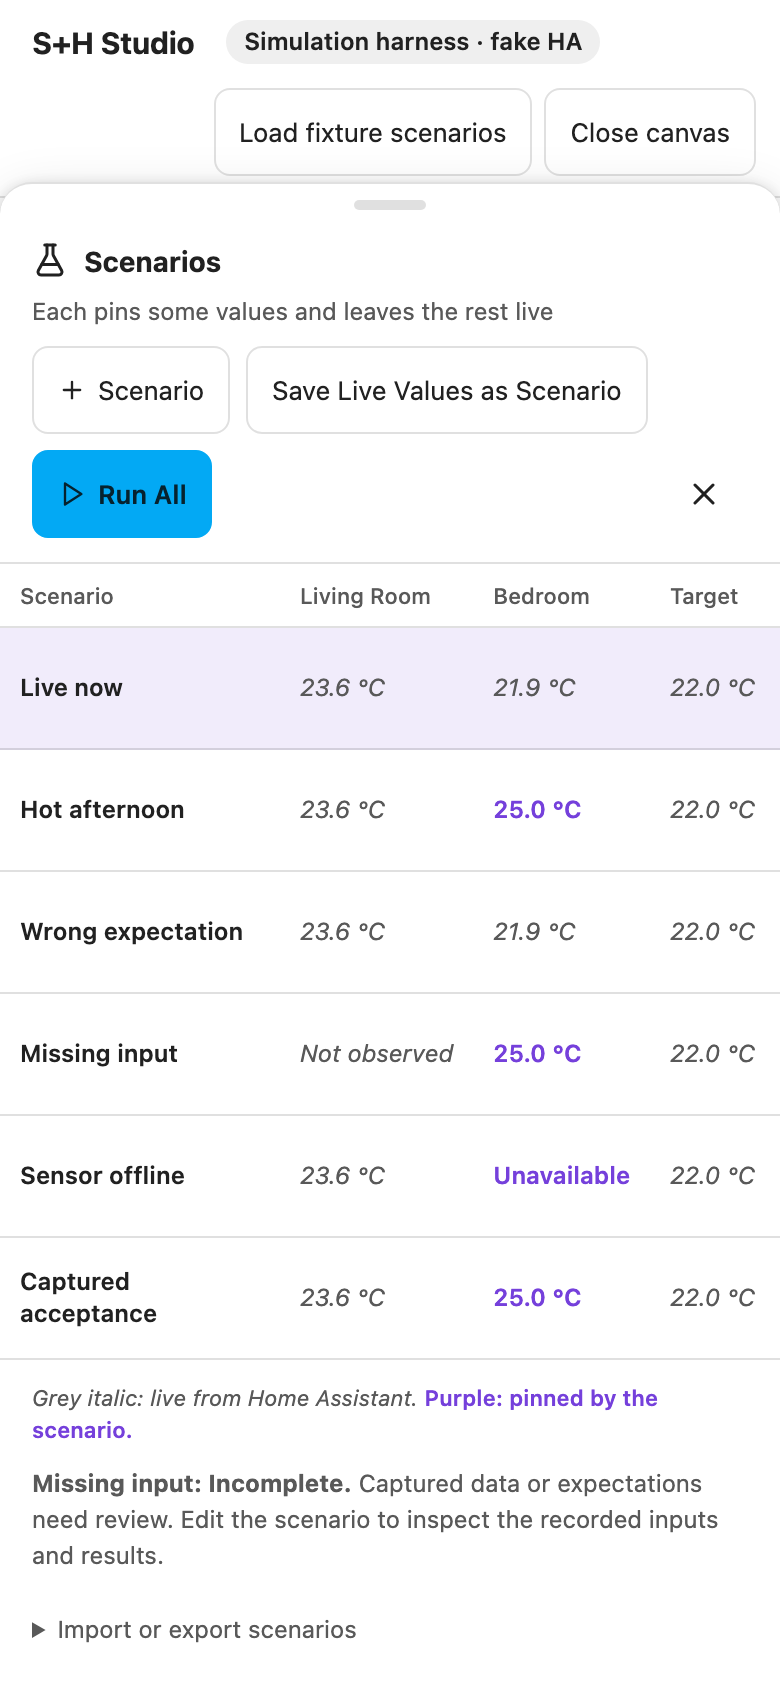 S+H Studio
Simulation harness · fake HA
Load fixture scenarios
Close canvas
Scenarios
Each pins some values and leaves the rest live
+ Scenario
Save Live Values as Scenario
Run All
Scenario Living Room Bedroom Target
Live now 23.6 °C 21.9 °C 22.0 °C
Hot afternoon 23.6 °C 25.0 °C 22.0 °C
Wrong expectation 23.6 °C 21.9 °C 22.0 °C
Missing input Not observed 25.0 °C 22.0 °C
Sensor offline 23.6 °C Unavailable 22.0 °C
Captured
acceptance 23.6 °C 25.0 °C 22.0 °C
Grey italic: live from Home Assistant. Purple: pinned by the
scenario.
Missing input: Incomplete. Captured data or expectations
need review. Edit the scenario to inspect the recorded inputs
and results.
Import or export scenarios